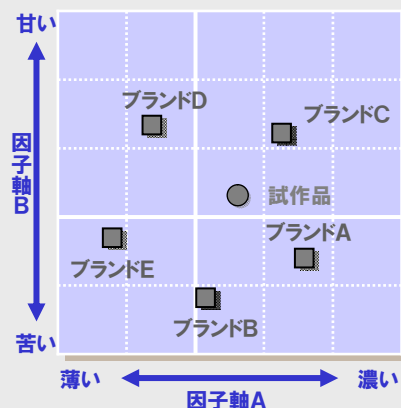 甘い
ブランドD
ブランドC
因子軸B
試作品
ブランドA
ブランドE
ブランドB
苦い
薄い
濃い
因子軸A